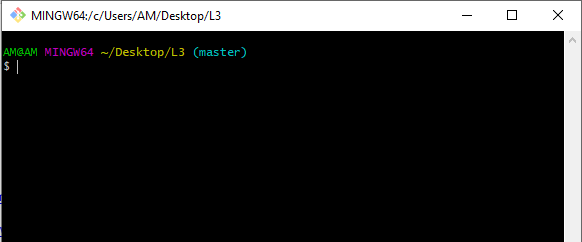 MINGW64:/c/Users/AM/Desktop/L3
AM@AM MINGW64 ~/Desktop/L3 (master)
$